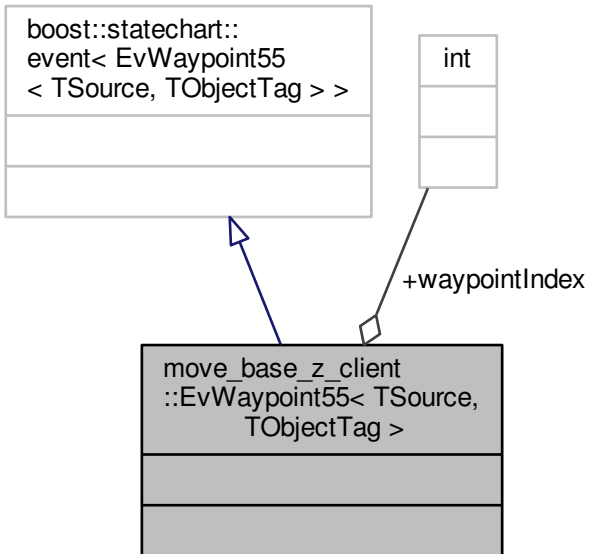 boost::statechart::
event< EvWaypoint55
< TSource, TObjectTag > >
int
+waypointIndex
move_base_z_client
::EvWaypoint55< TSource,
TObjectTag >